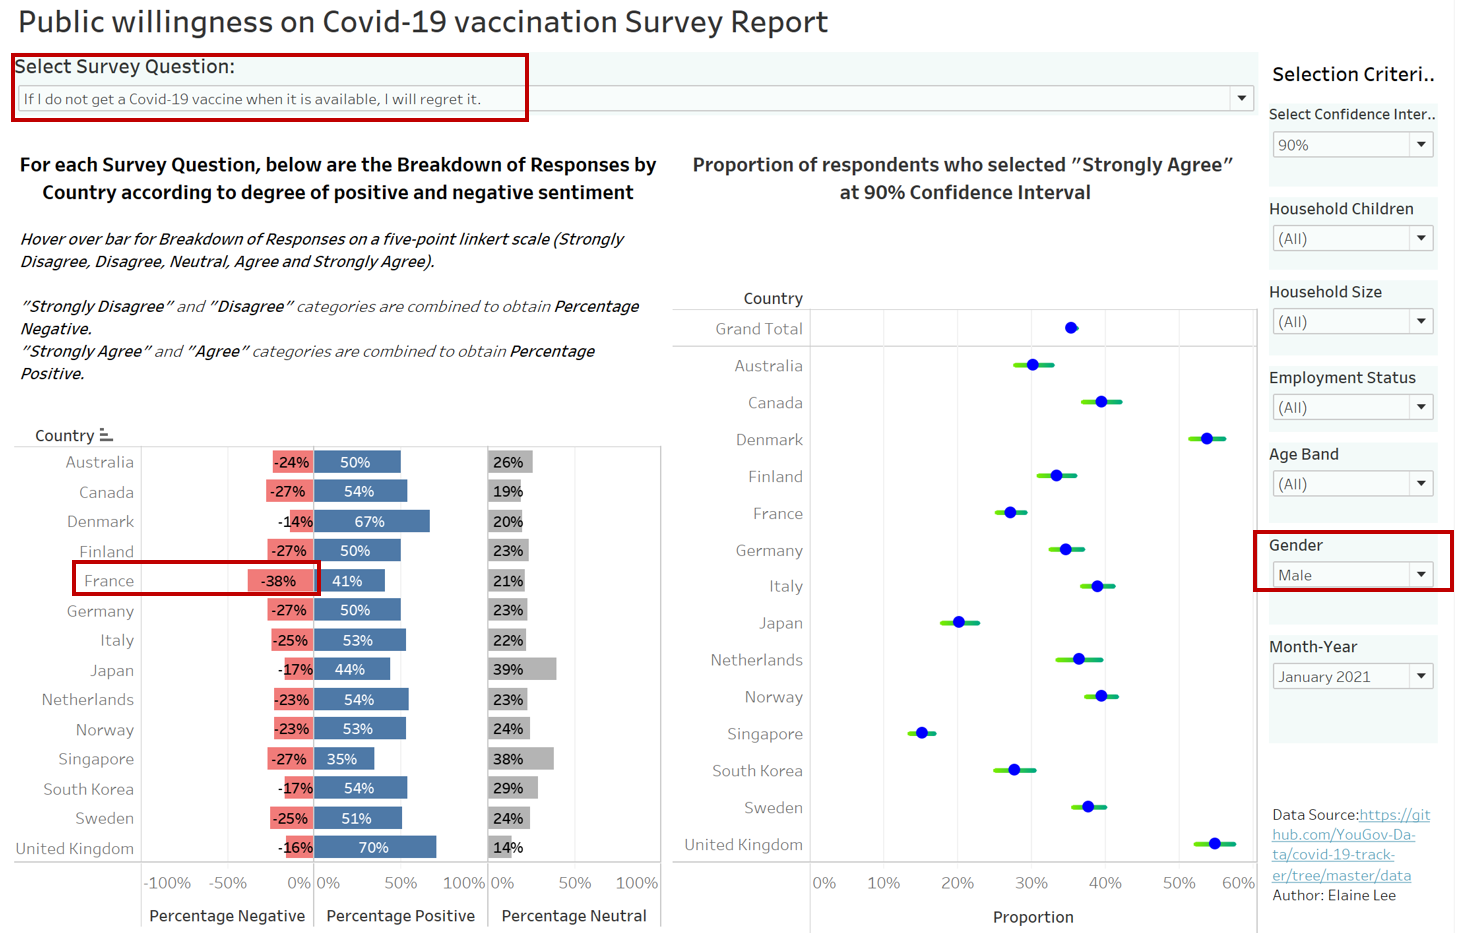 Public willingness on Covid-19 vaccination Survey Report
Select Survey Question:
If I do not get a Covid-19 vaccine when it is available, I will regret it.
For each Survey Question, below are the Breakdown of Responses by
Country according to degree of positive and negative sentiment
Hover over bar for Breakdown of Responses on a five-point linkert scale (Strongly
Disagree, Disagree, Neutral, Agree and Strongly Agree).
"Strongly Disagree" and "Disagree" categories are combined to obtain Percentage
Negative.
"Strongly Agree" and "Agree" categories are combined to obtain Percentage
Positive.
Country
Australia -24% 50% 26%
Canada -27% 54% 19%
Denmark -14% 67% 20%
Finland -27% 50% 23%
France -38% 41% 21%
Germany -27% 50% 23%
Italy -25% 53% 22%
Japan -17% 44% 39%
Netherlands -23% 54% 23%
Norway -23% 53% 24%
Singapore -27% 35% 38%
South Korea -17% 54% 29%
Sweden -25% 51% 24%
United Kingdom -16% 70% 14%
-100% -50% 0% 0% 50% 100% 0% 50% 100%
Percentage Negative Percentage Positive Percentage Neutral
Proportion of respondents who selected "Strongly Agree"
at 90% Confidence Interval
Country
Grand Total
Australia
Canada
Denmark
Finland
France
Germany
Italy
Japan
Netherlands
Norway
Singapore
South Korea
Sweden
United Kingdom
0% 10% 20% 30% 40% 50% 60%
Proportion
Selection Criteri..
Select Confidence Inter..
90%
Household Children
(All)
Household Size
(All)
Employment Status
(All)
Age Band
(All)
Gender
Male
Month-Year
January 2021
Data Source:https://git
hub.com/YouGov-Da-
ta/covid-19-track-
er/tree/master/data
Author: Elaine Lee